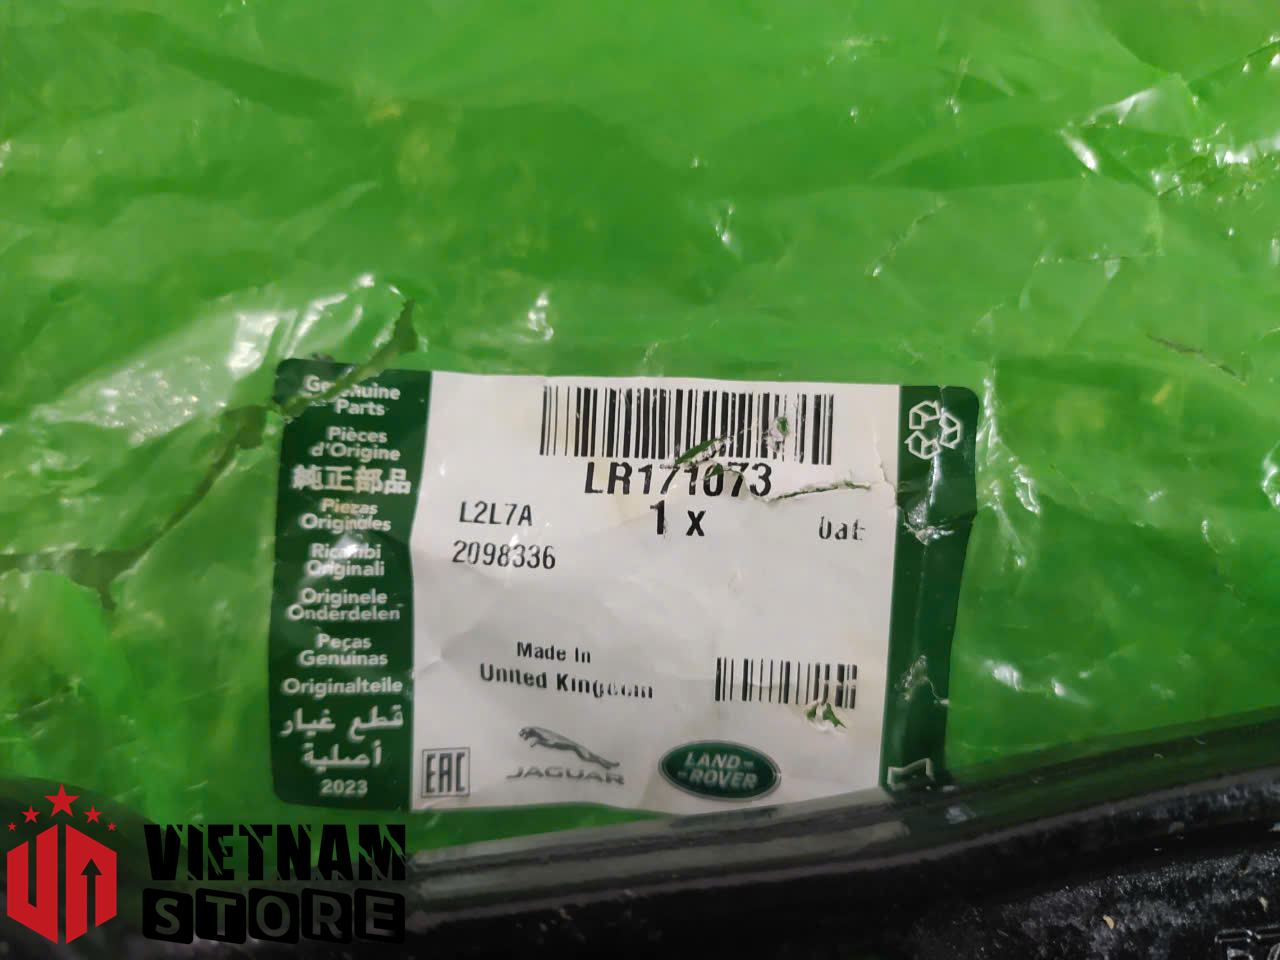 Genuine
Parts
Pièces
d'Origine
純正部品
Piezas
Originales
Ricambi
Originali
Originele
Onderdelen
Peças
Genuinas
Originalteile
قطع غيار
أصلية
2023
LR171073
L2L7A
1 x
2098336
Made In
United Kingdom
EAC
JAGUAR
LAND-
-ROVER
VIETNAM
STORE